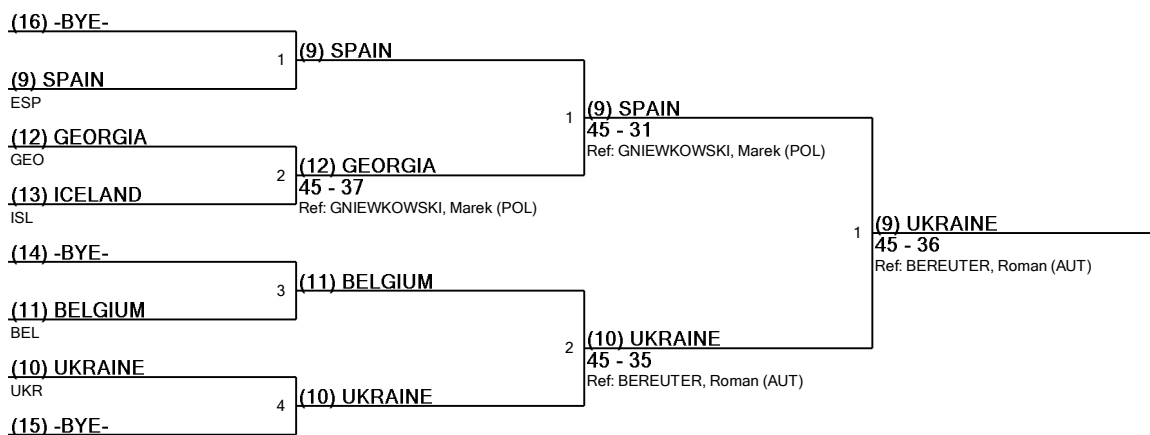 (16) -BYE-
1
(9) SPAIN
(9) SPAIN
ESP
1
(9) SPAIN
45 - 31
Ref: GNIEWKOWSKI, Marek (POL)
(12) GEORGIA
GEO
2
(12) GEORGIA
45 - 37
Ref: GNIEWKOWSKI, Marek (POL)
(13) ICELAND
ISL
1
(9) UKRAINE
45 - 36
Ref: BEREUTER, Roman (AUT)
(14) -BYE-
3
(11) BELGIUM
(11) BELGIUM
BEL
2
(10) UKRAINE
45 - 35
Ref: BEREUTER, Roman (AUT)
(10) UKRAINE
UKR
4
(10) UKRAINE
(15) -BYE-